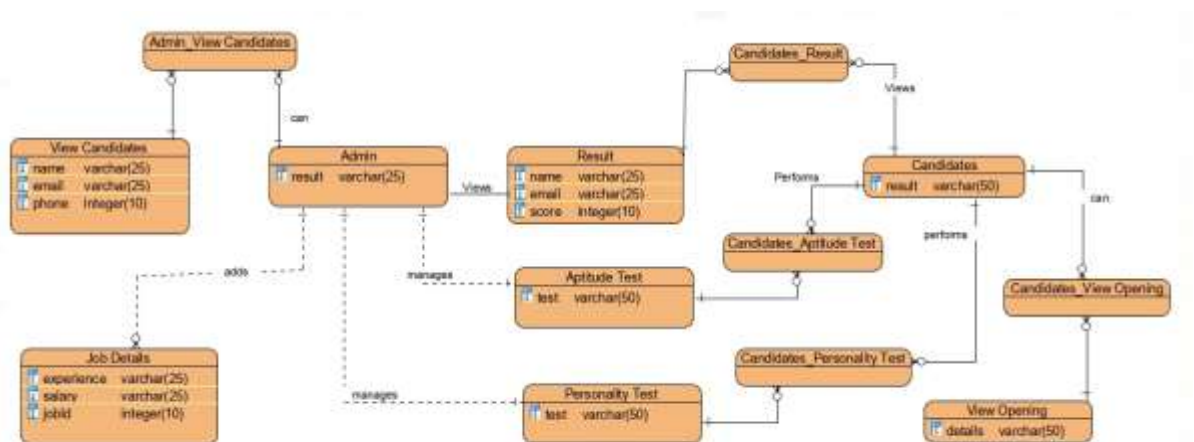 Admin_View Candidates
Candidates_Result
Views
can
View Candidates
name varchar(25)
email varchar(25)
phone Integer(10)
Admin
result varchar(25)
Views
Result
name varchar(25)
email varchar(25)
score integer(10)
Candidates
result varchar(50)
Performs
can
performs
Candidates_Aptitude Test
adds
manages
Aptitude Test
test varchar(50)
Candidates_View Opening
Job Details
experience varchar(25)
salary varchar(25)
jobId integer(10)
Candidates_Personality Test
manages
Personality Test
test varchar(50)
View Opening
details varchar(50)